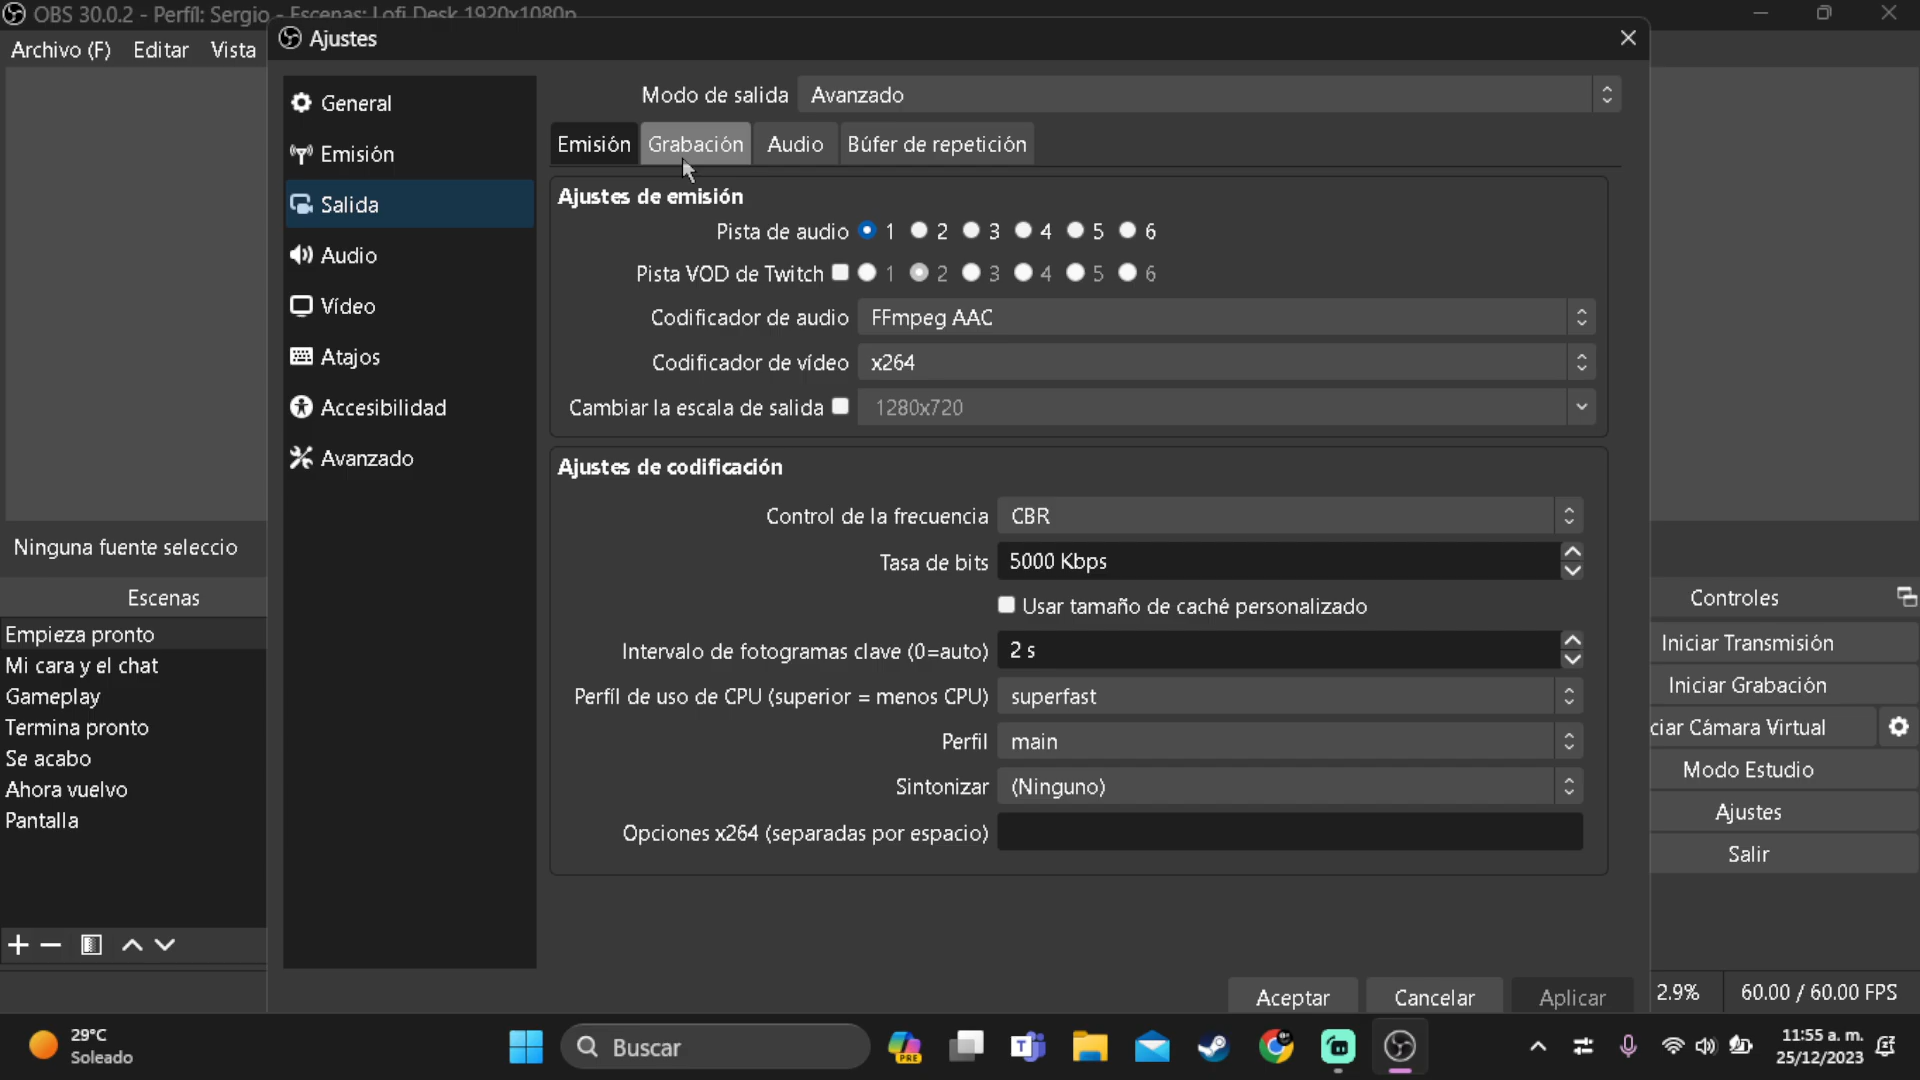 OBS 30.0.2 - Perfil: Sergio - Escenas: Lofi Desk 1920x1080p
Archivo (F) Editar Vista
Ajustes
General
Emisión
Salida
Audio
Vídeo
Atajos
Accesibilidad
Avanzado
Modo de salida Avanzado
Emisión Grabación Audio Búfer de repetición
Ajustes de emisión
Pista de audio 1 2 3 4 5 6
Pista VOD de Twitch 1 2 3 4 5 6
Codificador de audio FFmpeg AAC
Codificador de vídeo x264
Cambiar la escala de salida 1280x720
Ajustes de codificación
Control de la frecuencia CBR
Tasa de bits 5000 Kbps
Usar tamaño de caché personalizado
Intervalo de fotogramas clave (0=auto) 2 s
Perfil de uso de CPU (superior = menos CPU) superfast
Perfil main
Sintonizar (Ninguno)
Opciones x264 (separadas por espacio)
Aceptar Cancelar Aplicar
Ninguna fuente seleccio
Escenas
Empieza pronto
Mi cara y el chat
Gameplay
Termina pronto
Se acabo
Ahora vuelvo
Pantalla
Controles
Iniciar Transmisión
Iniciar Grabación
ciar Cámara Virtual
Modo Estudio
Ajustes
Salir
2.9% 60.00 / 60.00 FPS
29°C
Soleado
Buscar
PRE
11:55 a. m.
25/12/2023